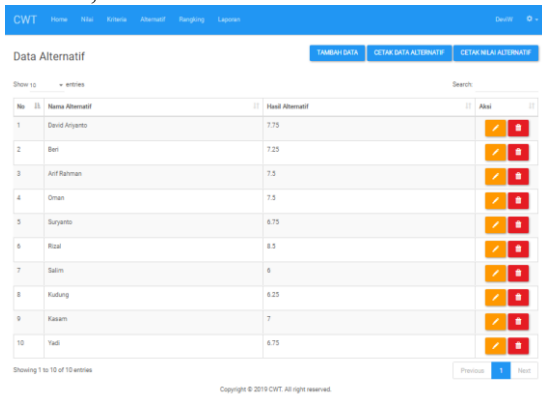 CWT Home Nilai Kriteria Alternatif Rangking Laporan DeviW
Data Alternatif TAMBAH DATA CETAK DATA ALTERNATIF CETAK NILAI ALTERNATIF
Show 10 entries Search:
No Nama Alternatif Hasil Alternatif Aksi
1 David Ariyanto 7.75
2 Ben 7.25
3 Arif Rahman 7.5
4 Oman 7.5
5 Suryanto 6.75
6 Rizal 8.5
7 Salim 6
8 Kudung 6.25
9 Kasam 7
10 Yadi 6.75
Showing 1 to 10 of 10 entries Previous 1 Next
Copyright © 2019 CWT. All right reserved.